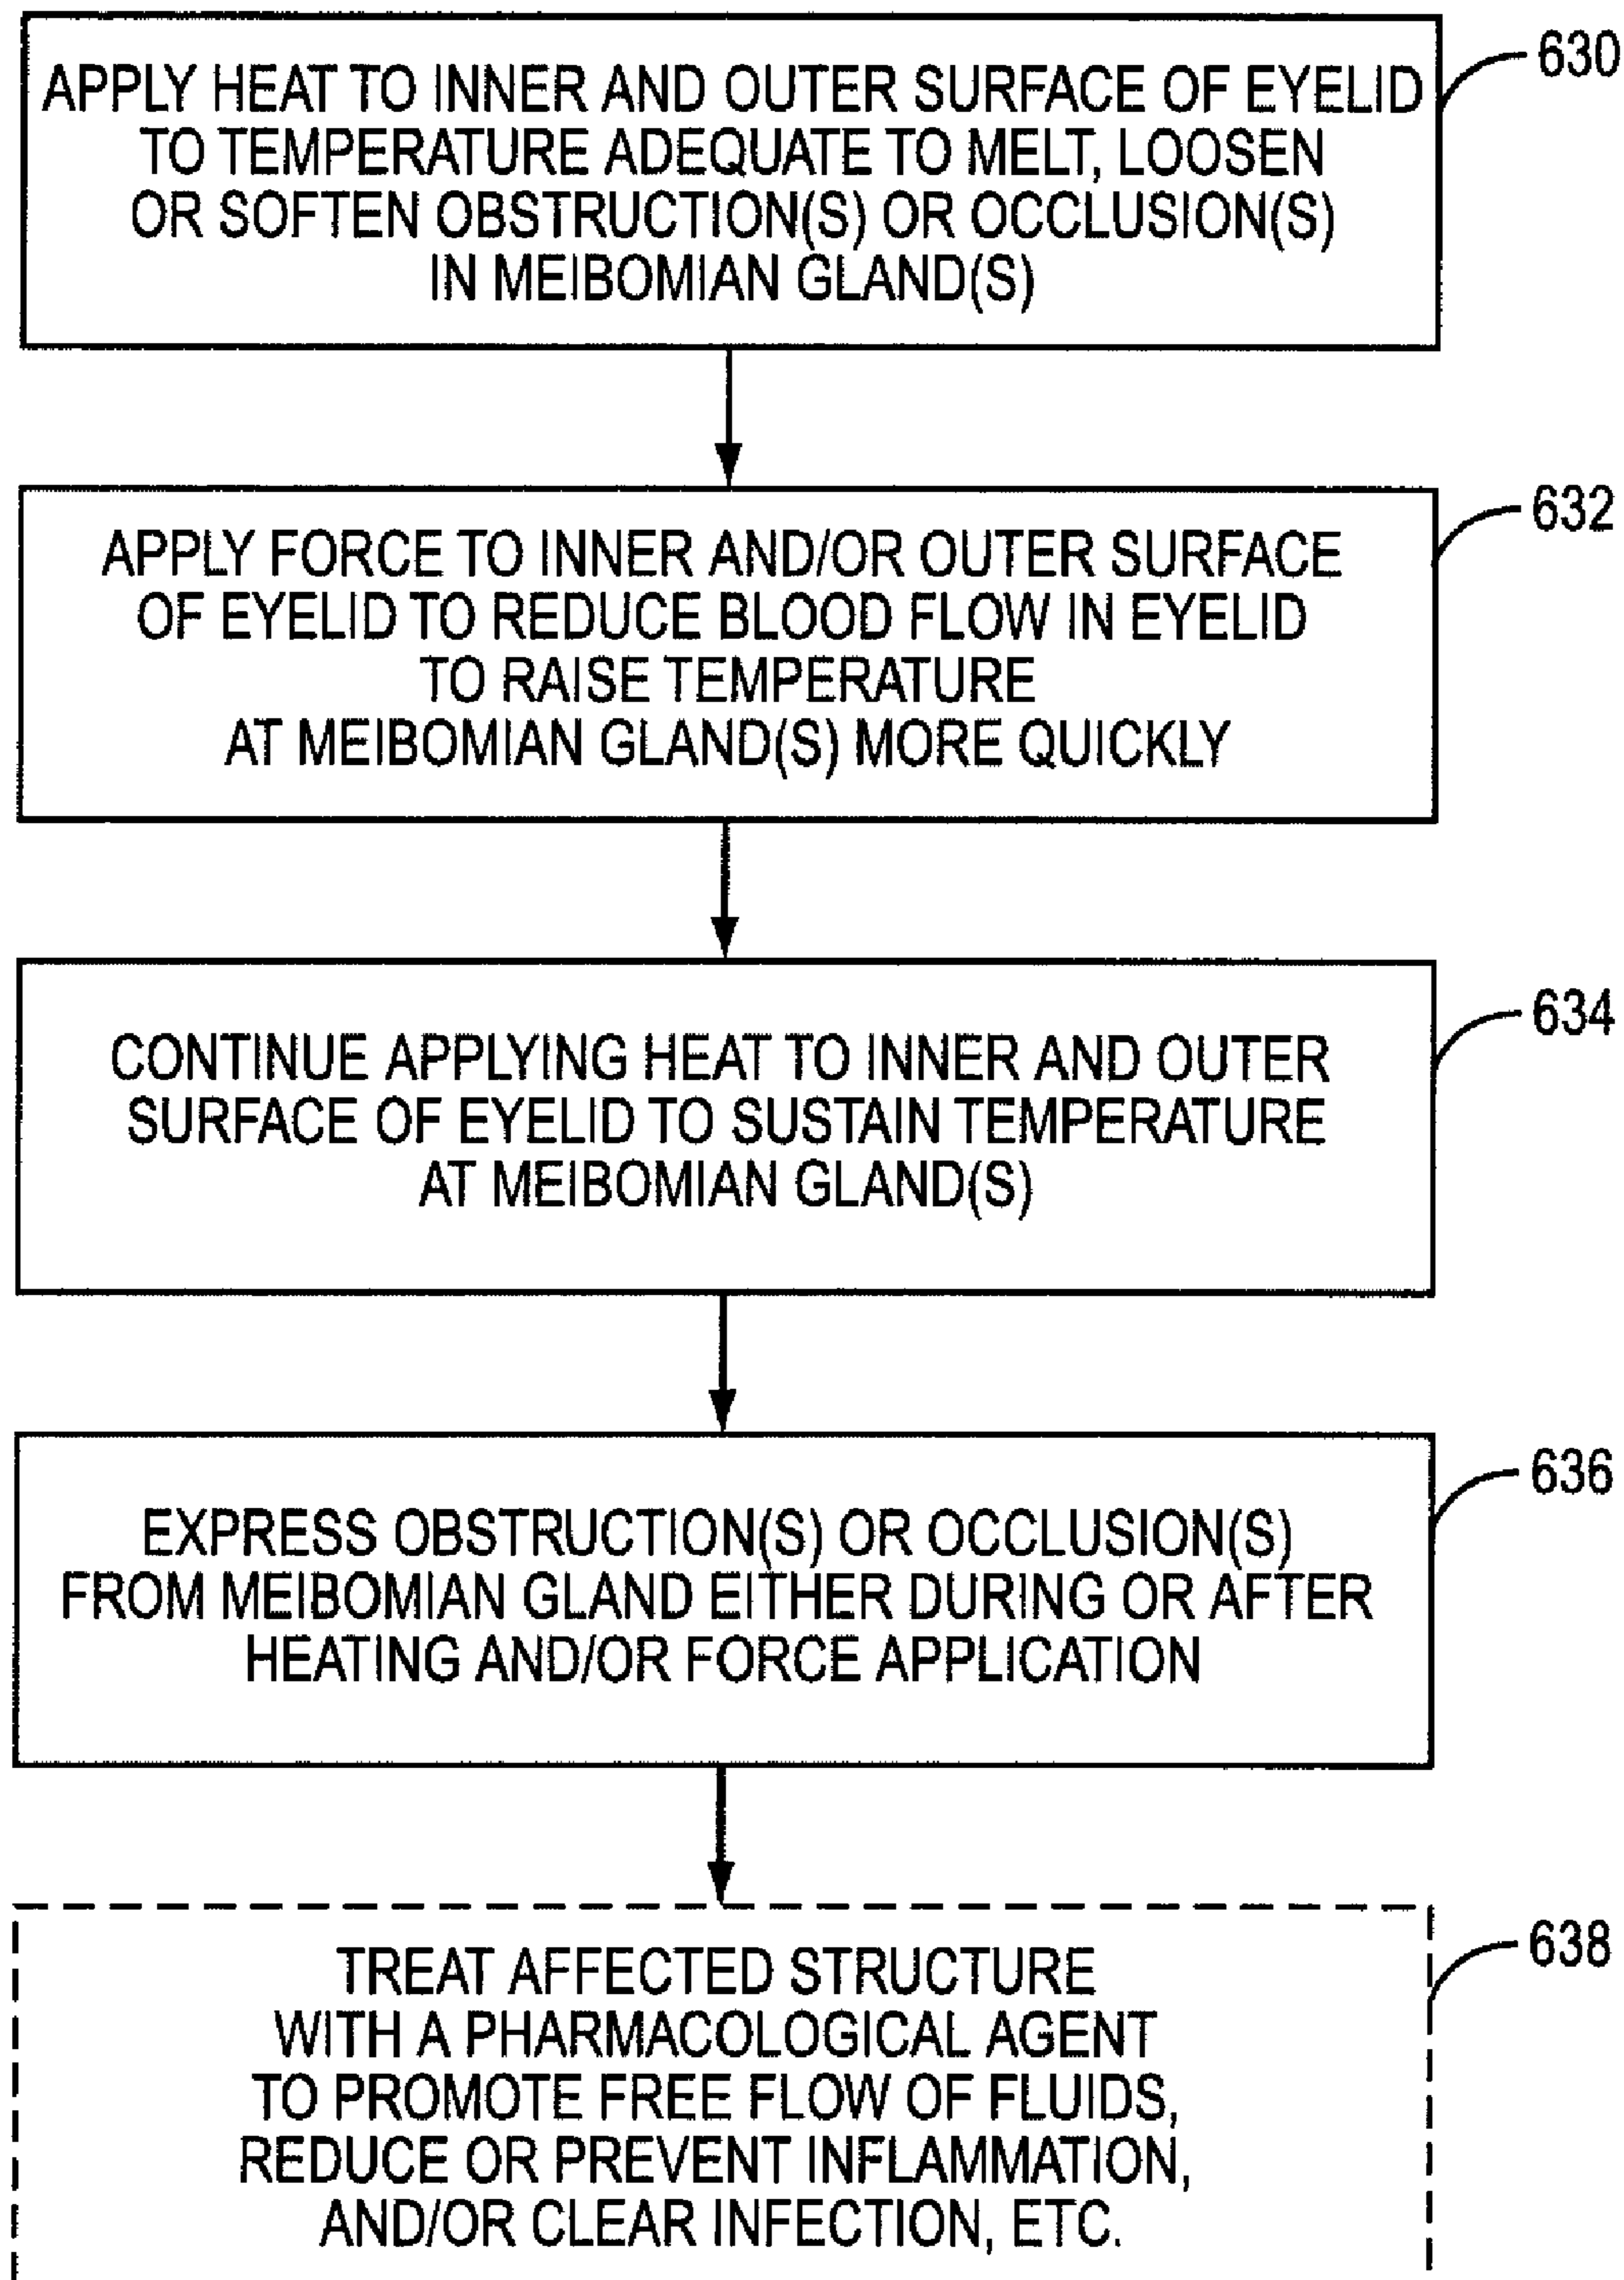 APPLY HEAT TO INNER AND OUTER SURFACE OF EYELID
TO TEMPERATURE ADEQUATE TO MELT, LOOSEN
OR SOFTEN OBSTRUCTION(S) OR OCCLUSION(S)
IN MEIBOMIAN GLAND(S)
630
APPLY FORCE TO INNER AND/OR OUTER SURFACE
OF EYELID TO REDUCE BLOOD FLOW IN EYELID
TO RAISE TEMPERATURE
AT MEIBOMIAN GLAND(S) MORE QUICKLY
632
CONTINUE APPLYING HEAT TO INNER AND OUTER
SURFACE OF EYELID TO SUSTAIN TEMPERATURE
AT MEIBOMIAN GLAND(S)
634
EXPRESS OBSTRUCTION(S) OR OCCLUSION(S)
FROM MEIBOMIAN GLAND EITHER DURING OR AFTER
HEATING AND/OR FORCE APPLICATION
636
TREAT AFFECTED STRUCTURE
WITH A PHARMACOLOGICAL AGENT
TO PROMOTE FREE FLOW OF FLUIDS,
REDUCE OR PREVENT INFLAMMATION,
AND/OR CLEAR INFECTION, ETC.
638